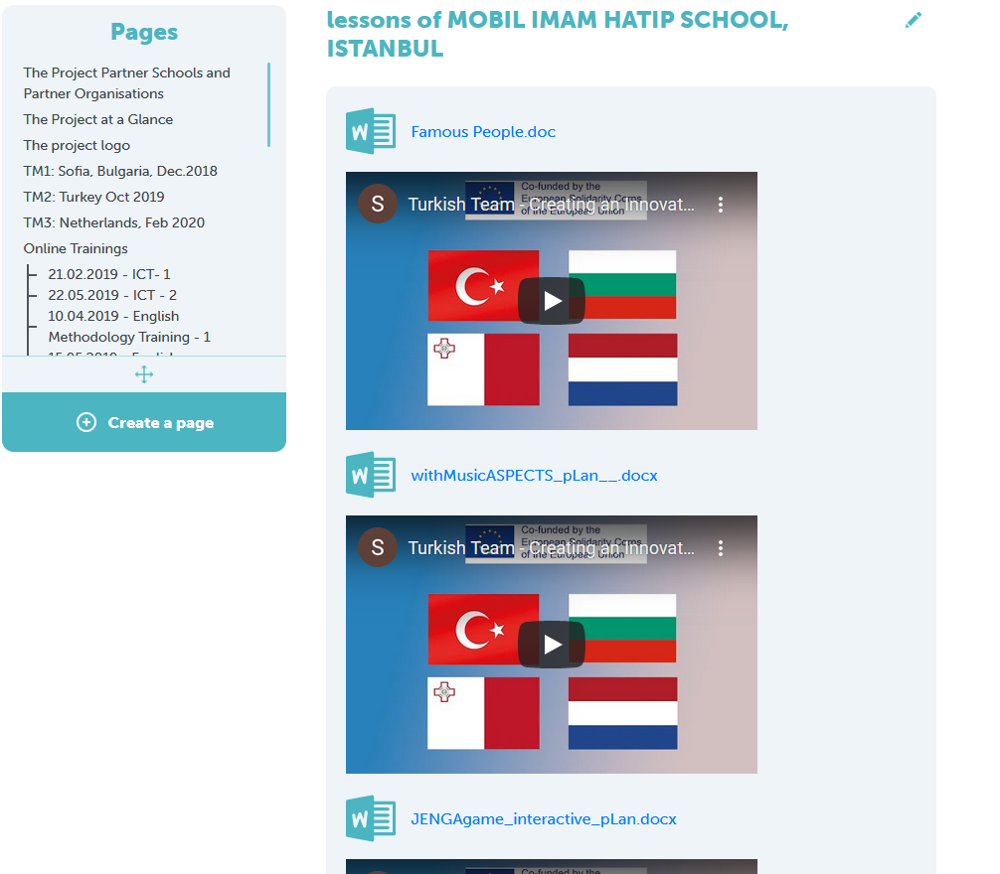 Pages
The Project Partner Schools and
Partner Organisations
The Project at a Glance
The project logo
TM1: Sofia, Bulgaria, Dec.2018
TM2: Turkey Oct 2019
TM3: Netherlands, Feb 2020
Online Trainings
21.02.2019 - ICT- 1
22.05.2019 - ICT - 2
10.04.2019 - English
Methodology Training - 1
Create a page
lessons of MOBIL IMAM HATIP SCHOOL,
ISTANBUL
W
Famous People.doc
Co-funded by the
European Solidarity Corps
of the European Union
S
Turkish Team - Creating an Innovat...
W
withMusicASPECTS_pLan__.docx
Co-funded by the
European Solidarity Corps
of the European Union
S
Turkish Team - Creating an Innovat...
W
JENGAgame_interactive_pLan.docx
Co-funded by the